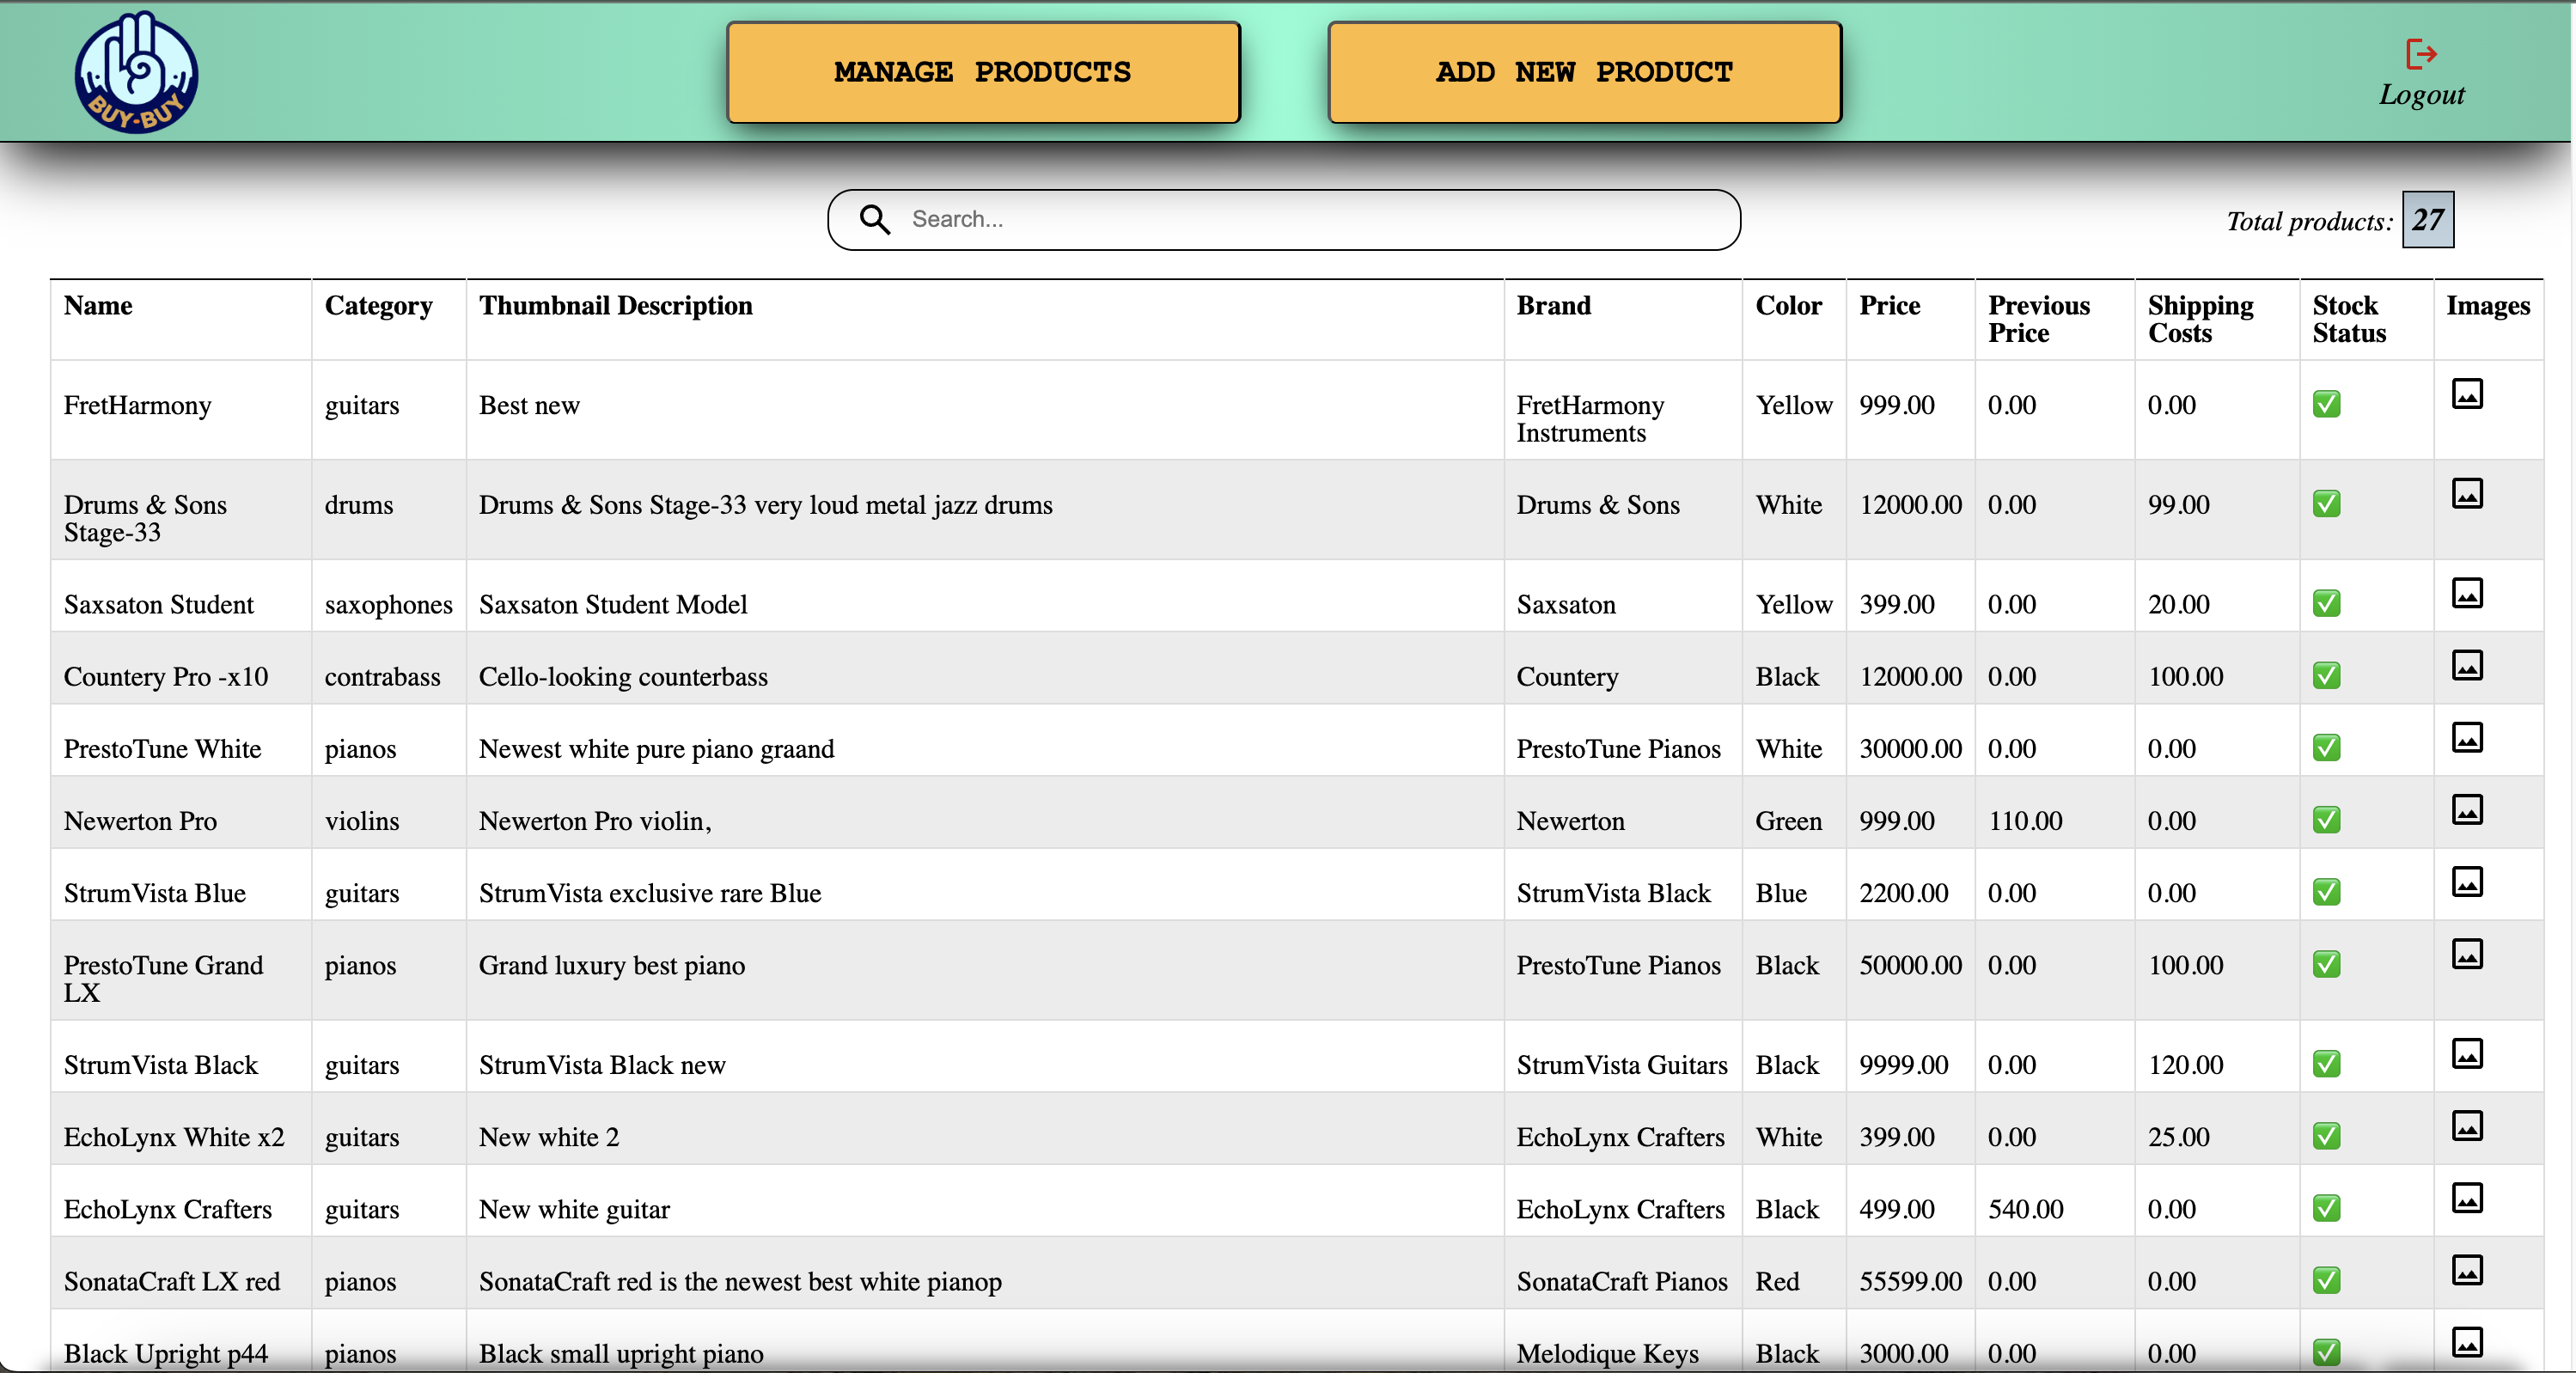 BUY-BUY
MANAGE PRODUCTS
ADD NEW PRODUCT
Logout
Search...
Total products: 27
Name Category Thumbnail Description Brand Color Price Previous Price Shipping Costs Stock Status Images
FretHarmony guitars Best new FretHarmony Instruments Yellow 999.00 0.00 0.00
Drums & Sons Stage-33 drums Drums & Sons Stage-33 very loud metal jazz drums Drums & Sons White 12000.00 0.00 99.00
Saxsaton Student saxophones Saxsaton Student Model Saxsaton Yellow 399.00 0.00 20.00
Countery Pro -x10 contrabass Cello-looking counterbass Countery Black 12000.00 0.00 100.00
PrestoTune White pianos Newest white pure piano graand PrestoTune Pianos White 30000.00 0.00 0.00
Newerton Pro violins Newerton Pro violin, Newerton Green 999.00 110.00 0.00
StrumVista Blue guitars StrumVista exclusive rare Blue StrumVista Black Blue 2200.00 0.00 0.00
PrestoTune Grand LX pianos Grand luxury best piano PrestoTune Pianos Black 50000.00 0.00 100.00
StrumVista Black guitars StrumVista Black new StrumVista Guitars Black 9999.00 0.00 120.00
EchoLynx White x2 guitars New white 2 EchoLynx Crafters White 399.00 0.00 25.00
EchoLynx Crafters guitars New white guitar EchoLynx Crafters Black 499.00 540.00 0.00
SonataCraft LX red pianos SonataCraft red is the newest best white pianop SonataCraft Pianos Red 55599.00 0.00 0.00
Black Upright p44 pianos Black small upright piano Melodique Keys Black 3000.00 0.00 0.00